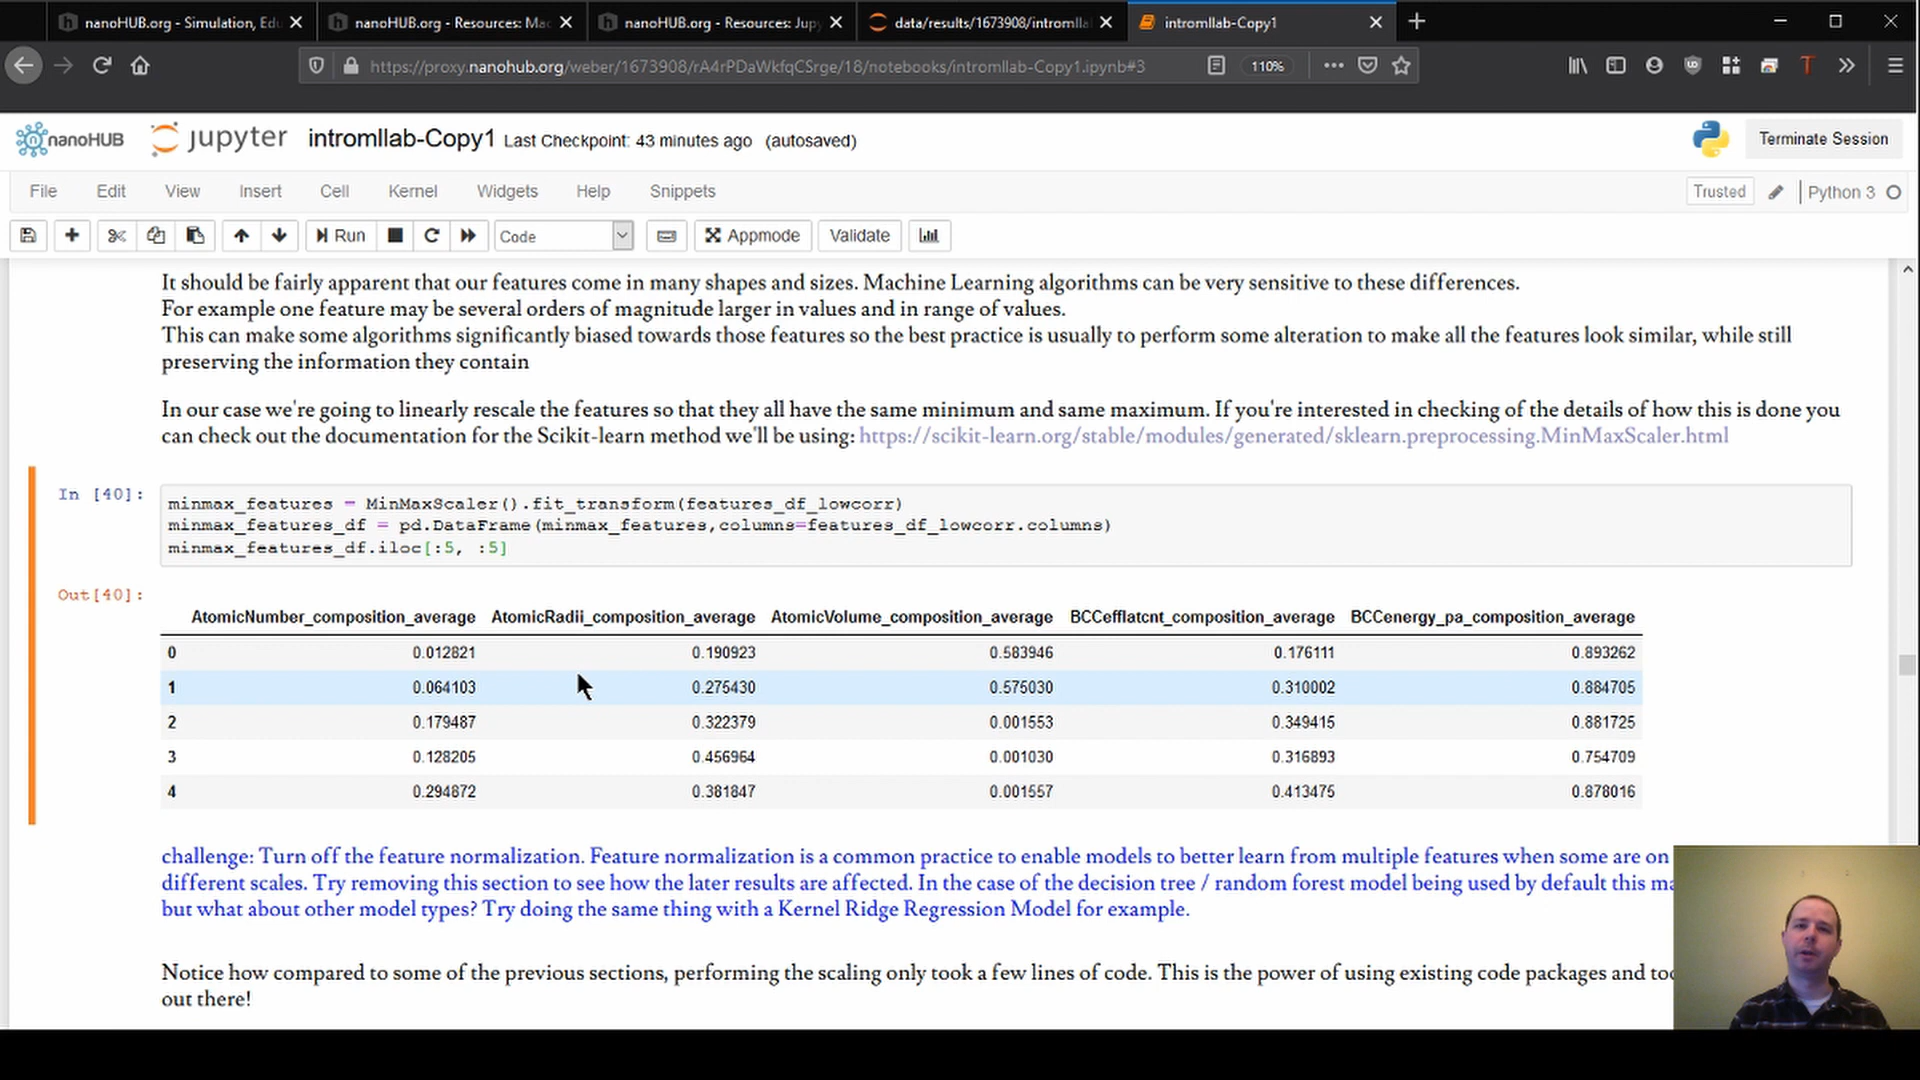 nanoHUB.org - Simulation, Edu
nanoHUB.org - Resources: Mac
nanoHUB.org - Resources: Jupy
data/results/1673908/intromllab
intromllab-Copy1
https://proxy.nanohub.org/weber/1673908/rA4rPDaWkfqCSrge/18/notebooks/intromllab-Copy1.ipynb#3
110%
nanoHUB
jupyter
intromllab-Copy1 Last Checkpoint: 43 minutes ago (autosaved)
Terminate Session
File Edit View Insert Cell Kernel Widgets Help Snippets
Trusted
Python 3
Run
Code
Appmode
Validate
It should be fairly apparent that our features come in many shapes and sizes. Machine Learning algorithms can be very sensitive to these differences.
For example one feature may be several orders of magnitude larger in values and in range of values.
This can make some algorithms significantly biased towards those features so the best practice is usually to perform some alteration to make all the features look similar, while still
preserving the information they contain
In our case we're going to linearly rescale the features so that they all have the same minimum and same maximum. If you're interested in checking of the details of how this is done you
can check out the documentation for the Scikit-learn method we'll be using: https://scikit-learn.org/stable/modules/generated/sklearn.preprocessing.MinMaxScaler.html
In [40]:
minmax_features = MinMaxScaler().fit_transform(features_df_lowcorr)
minmax_features_df = pd.DataFrame(minmax_features,columns=features_df_lowcorr.columns)
minmax_features_df.iloc[:5, :5]
Out[40]:
AtomicNumber_composition_average AtomicRadii_composition_average AtomicVolume_composition_average BCCefflatcnt_composition_average BCCenergy_pa_composition_average
0 0.012821 0.190923 0.583946 0.176111 0.893262
1 0.064103 0.275430 0.575030 0.310002 0.884705
2 0.179487 0.322379 0.001553 0.349415 0.881725
3 0.128205 0.456964 0.001030 0.316893 0.754709
4 0.294872 0.381847 0.001557 0.413475 0.878016
challenge: Turn off the feature normalization. Feature normalization is a common practice to enable models to better learn from multiple features when some are on
different scales. Try removing this section to see how the later results are affected. In the case of the decision tree / random forest model being used by default this ma
but what about other model types? Try doing the same thing with a Kernel Ridge Regression Model for example.
Notice how compared to some of the previous sections, performing the scaling only took a few lines of code. This is the power of using existing code packages and too
out there!